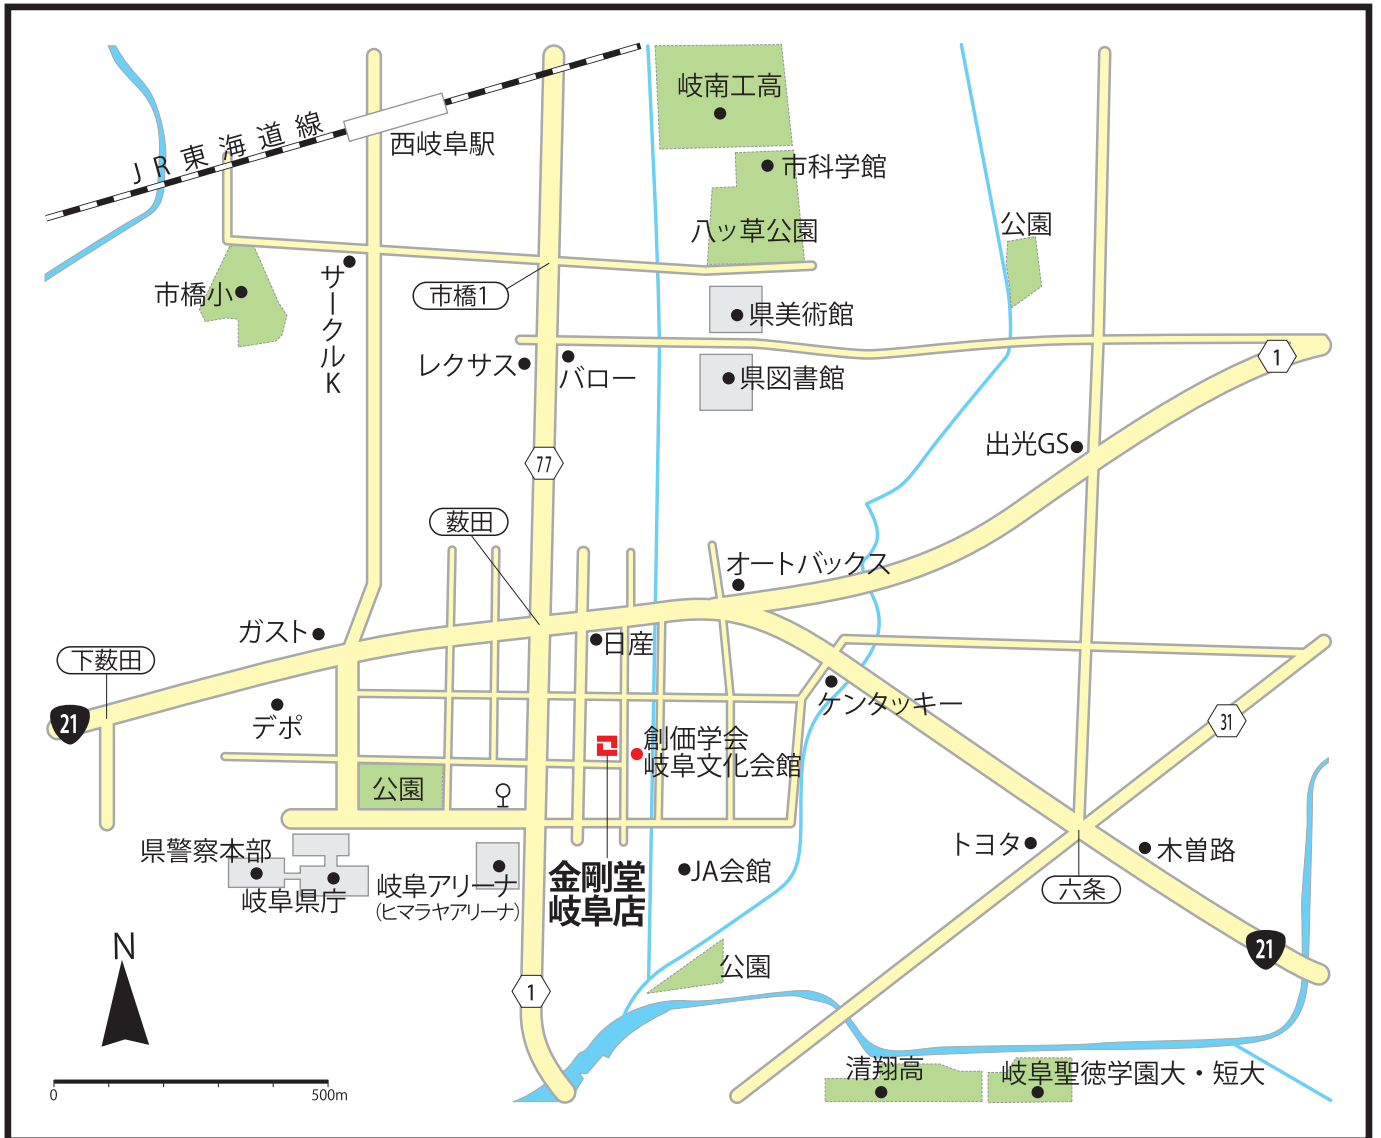 岐南工高
JR東海道線
西岐阜駅
市科学館
八ッ草公園
公園
サークルK
市橋小
市橋1
県美術館
レクサス
バロー
県図書館
1
出光GS
77
薮田
オートバックス
ガスト
日産
下薮田
21
デポ
ケンタッキー
31
創価学会
岐阜文化会館
公園
県警察本部
岐阜県庁
岐阜アリーナ
(ヒマラヤアリーナ)
金剛堂
岐阜店
JA会館
トヨタ
木曽路
六条
21
N
公園
1
清翔高
岐阜聖徳学園大・短大
0
500m